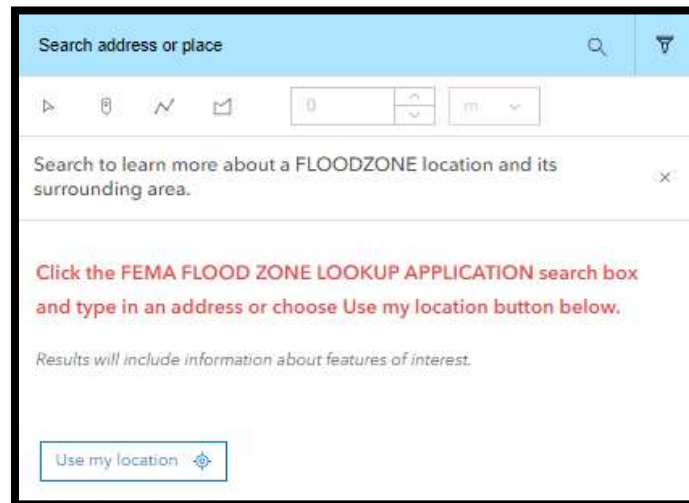 Search address or place
0
m
Search to learn more about a FLOODZONE location and its
surrounding area.
Click the FEMA FLOOD ZONE LOOKUP APPLICATION search box
and type in an address or choose Use my location button below.
Results will include information about features of interest.
Use my location